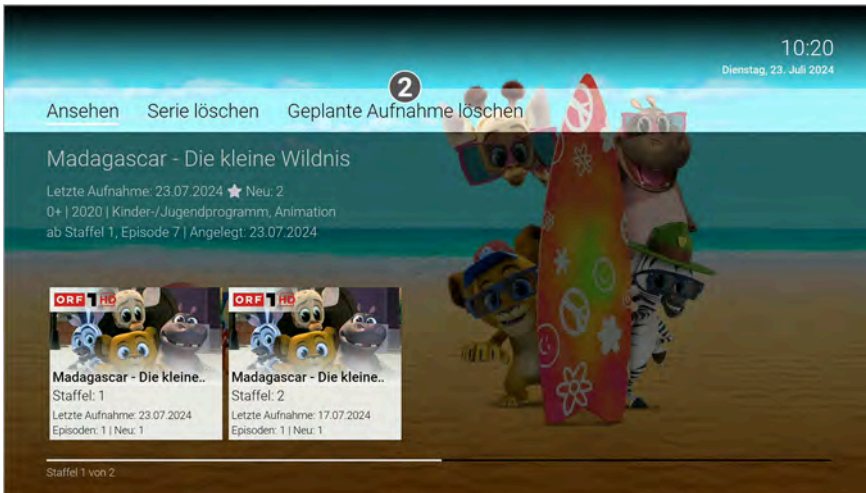 10:20
Dienstag, 23. Juli 2024
2
Ansehen Serie löschen Geplante Aufnahme löschen
Madagascar - Die kleine Wildnis
Letzte Aufnahme: 23.07.2024 ★ Neu: 2
0+ | 2020 | Kinder-/Jugendprogramm, Animation
ab Staffel 1, Episode 7 | Angelegt: 23.07.2024
ORF 1 HD
Madagascar - Die kleine..
Staffel: 1
Letzte Aufnahme: 23.07.2024
Episoden: 1 | Neu: 1
ORF 1 HD
Madagascar - Die kleine..
Staffel: 2
Letzte Aufnahme: 17.07.2024
Episoden: 1 | Neu: 1
Staffel 1 von 2